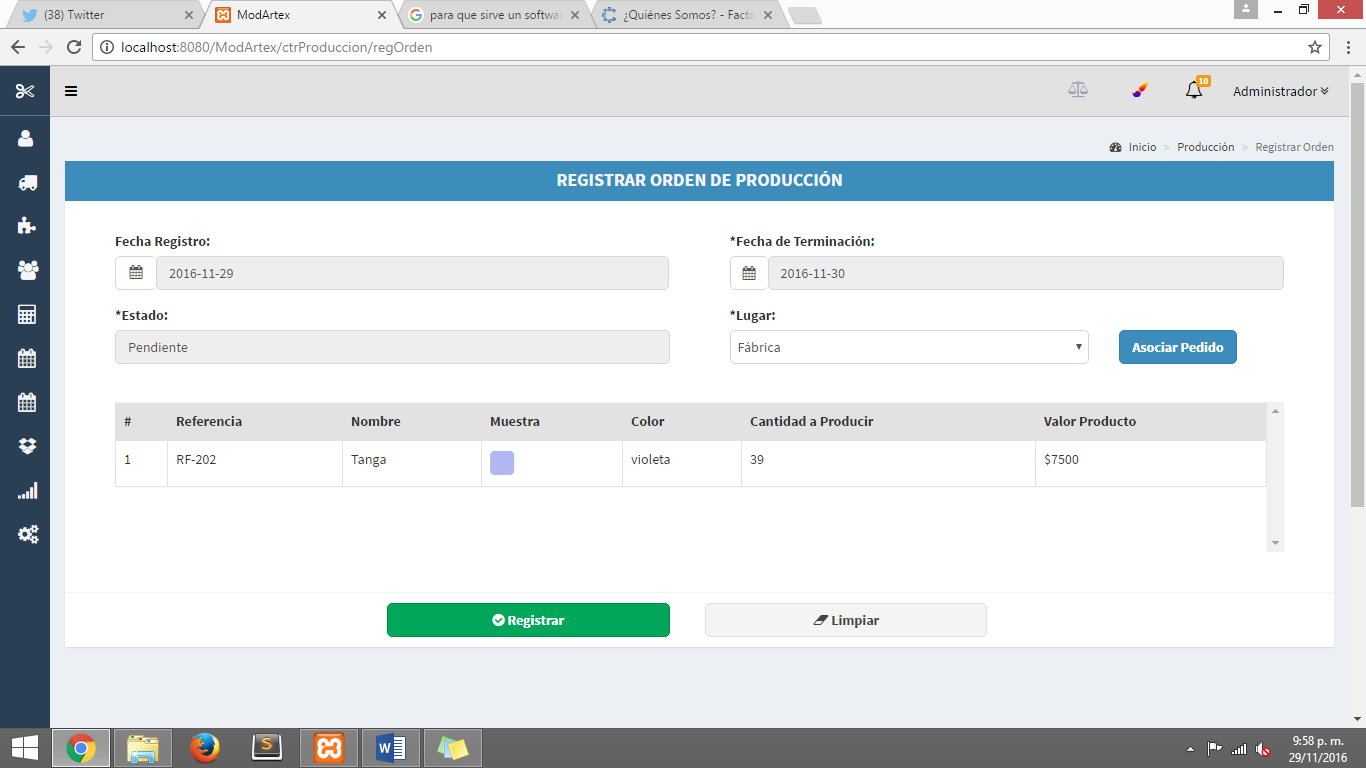 (38) Twitter
ModArtex
para que sirve un softwa
¿Quiénes Somos? - Facto
localhost:8080/ModArtex/ctrProduccion/regOrden
10
Administrador
Inicio > Producción > Registrar Orden
REGISTRAR ORDEN DE PRODUCCIÓN
Fecha Registro:
*Fecha de Terminación:
2016-11-29
2016-11-30
*Estado:
*Lugar:
Pendiente
Fábrica
Asociar Pedido
# Referencia Nombre Muestra Color Cantidad a Producir Valor Producto
1 RF-202 Tanga violeta 39 $7500
Registrar
Limpiar
9:58 p. m.
29/11/2016